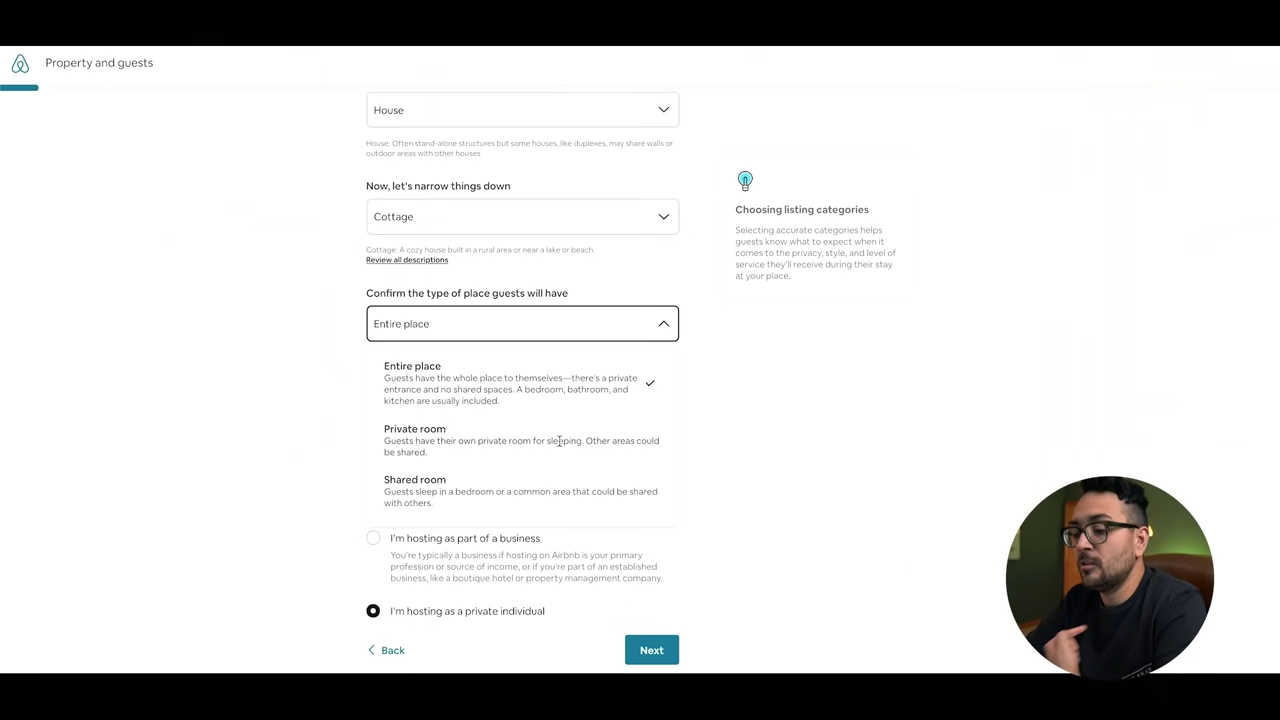 Property and guests
House
House: Often stand-alone structures but some houses, like duplexes, may share walls or
outdoor areas with other houses
Now, let's narrow things down
Cottage
Cottage: A cozy house built in a rural area or near a lake or beach.
Review all descriptions
Confirm the type of place guests will have
Entire place
Entire place
Guests have the whole place to themselves—there's a private
entrance and no shared spaces. A bedroom, bathroom, and
kitchen are usually included.
Private room
Guests have their own private room for sleeping. Other areas could
be shared.
Shared room
Guests sleep in a bedroom or a common area that could be shared
with others.
I'm hosting as part of a business
You're typically a business if hosting on Airbnb is your primary
profession or source of income, or if you're part of an established
business, like a boutique hotel or property management company.
I'm hosting as a private individual
Back
Next
Choosing listing categories
Selecting accurate categories helps
guests know what to expect when it
comes to the privacy, style, and level of
service they'll receive during their stay
at your place.